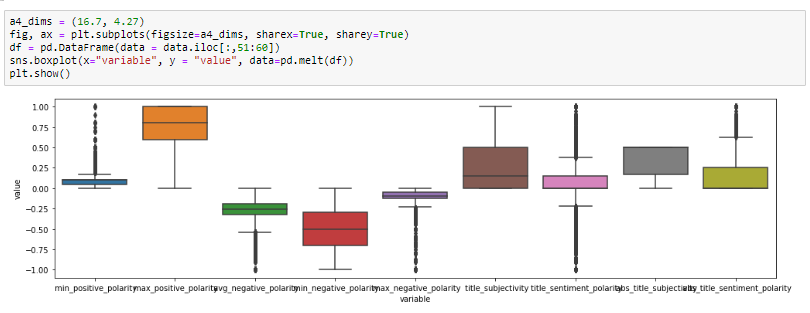 a4_dims = (16.7, 4.27)
fig, ax = plt.subplots(figsize=a4_dims, sharex=True, sharey=True)
df = pd.DataFrame(data = data.iloc[:,51:60])
sns.boxplot(x="variable", y = "value", data=pd.melt(df))
plt.show()
1.00
0.75
0.50
0.25
0.00
−0.25
−0.50
−0.75
−1.00
value
min_positive_polarity max_positive_polarity avg_negative_polarity min_negative_polarity max_negative_polarity title_subjectivity title_sentiment_polarity abs_title_subjectivity abs_title_sentiment_polarity
variable